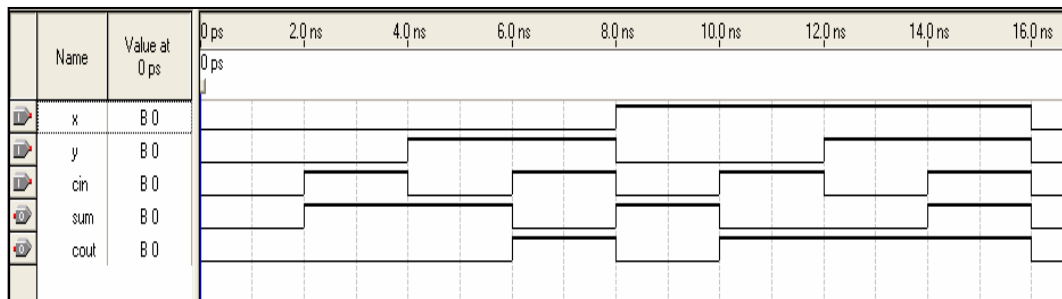 Name
Value at
0 ps
0 ps 2.0 ns 4.0 ns 6.0 ns 8.0 ns 10.0 ns 12.0 ns 14.0 ns 16.0 ns
0 ps
x B 0
y B 0
cin B 0
sum B 0
cout B 0